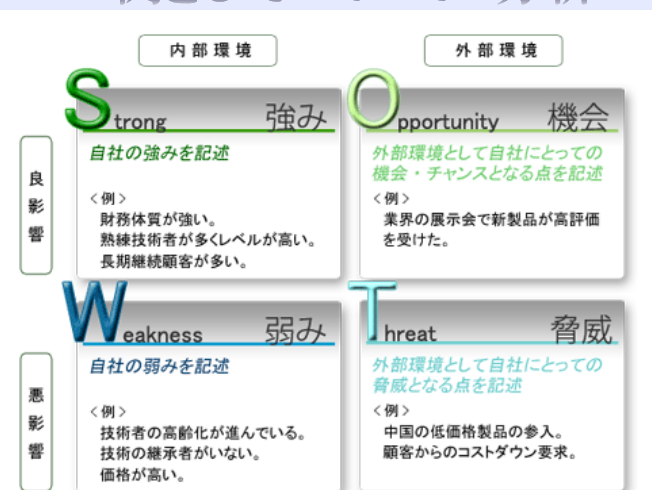 内部環境
外部環境
Strong 強み
Opportunity 機会
良影響
自社の強みを記述
外部環境として自社にとっての
機会・チャンスとなる点を記述
<例>
財務体質が強い。
熟練技術者が多くレベルが高い。
長期継続顧客が多い。
<例>
業界の展示会で新製品が高評価
を受けた。
Weakness 弱み
Threat 脅威
悪影響
自社の弱みを記述
外部環境として自社にとっての
脅威となる点を記述
<例>
技術者の高齢化が進んでいる。
技術の継承者がいない。
価格が高い。
<例>
中国の低価格製品の参入。
顧客からのコストダウン要求。